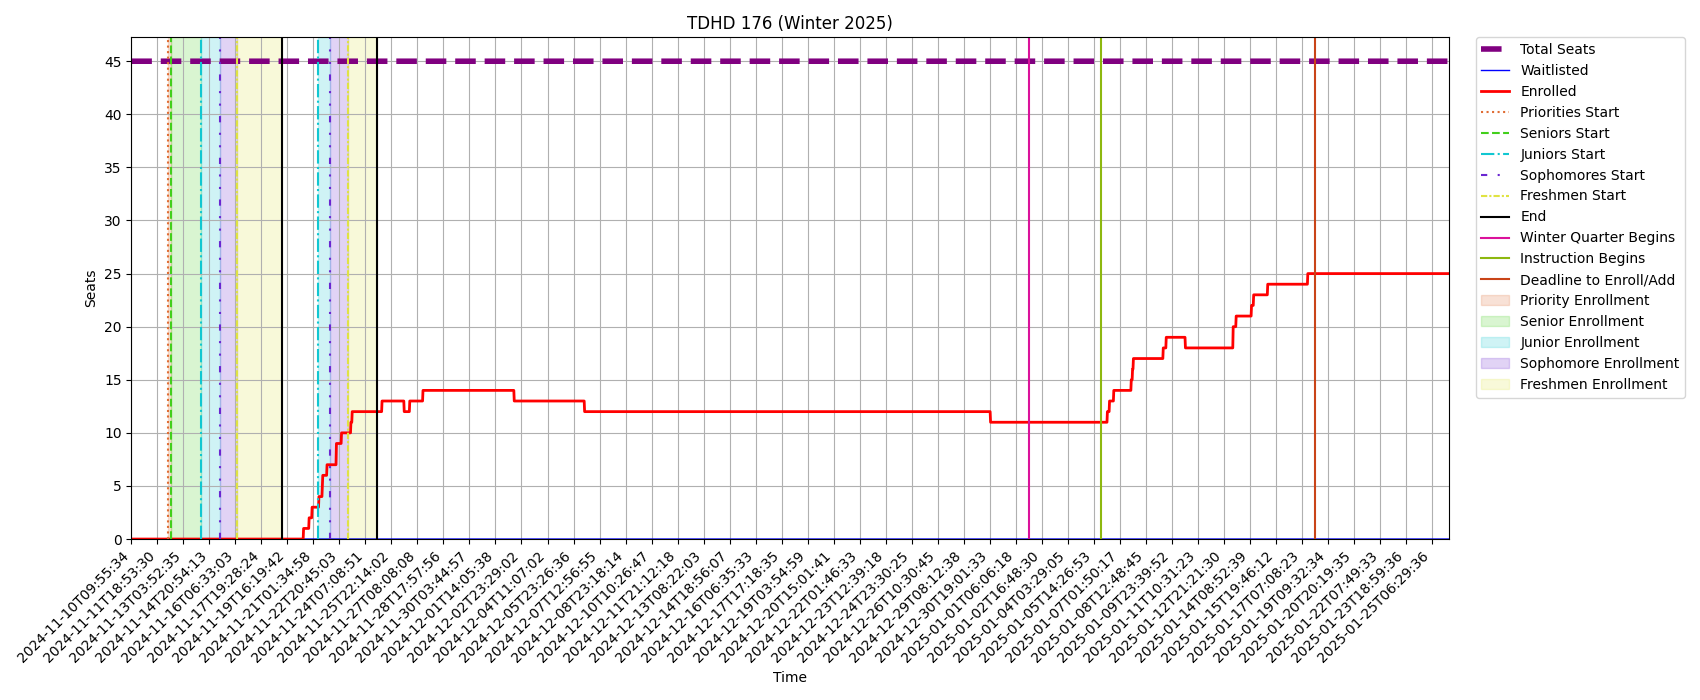 TDHD 176 (Winter 2025)
Seats
45
40
35
30
25
20
15
10
5
0
2024-11-10T09:55:34
2024-11-11T18:53:30
2024-11-13T03:52:35
2024-11-14T20:54:13
2024-11-16T06:33:03
2024-11-17T19:28:24
2024-11-19T16:19:42
2024-11-21T01:34:58
2024-11-22T20:45:03
2024-11-24T07:08:51
2024-11-25T22:14:02
2024-11-27T08:08:08
2024-11-28T17:57:56
2024-11-30T03:44:57
2024-12-01T14:05:38
2024-12-02T23:29:02
2024-12-04T11:07:02
2024-12-05T23:26:36
2024-12-07T12:56:55
2024-12-08T23:18:14
2024-12-10T10:26:47
2024-12-11T21:12:18
2024-12-13T08:22:03
2024-12-14T18:56:07
2024-12-16T06:35:33
2024-12-17T17:18:35
2024-12-19T03:54:59
2024-12-20T15:01:41
2024-12-22T01:46:33
2024-12-23T12:39:18
2024-12-24T23:30:25
2024-12-26T10:30:45
2024-12-29T08:12:38
2024-12-30T19:01:33
2025-01-01T06:06:18
2025-01-02T16:48:30
2025-01-04T03:29:05
2025-01-05T14:26:53
2025-01-07T01:50:17
2025-01-08T12:48:45
2025-01-09T23:39:52
2025-01-11T10:31:23
2025-01-12T21:21:30
2025-01-14T08:52:39
2025-01-15T19:46:12
2025-01-17T07:08:23
2025-01-19T09:32:34
2025-01-20T20:19:35
2025-01-22T07:49:33
2025-01-23T18:59:36
2025-01-25T06:29:36
Time
Total Seats
Waitlisted
Enrolled
Priorities Start
Seniors Start
Juniors Start
Sophomores Start
Freshmen Start
End
Winter Quarter Begins
Instruction Begins
Deadline to Enroll/Add
Priority Enrollment
Senior Enrollment
Junior Enrollment
Sophomore Enrollment
Freshmen Enrollment